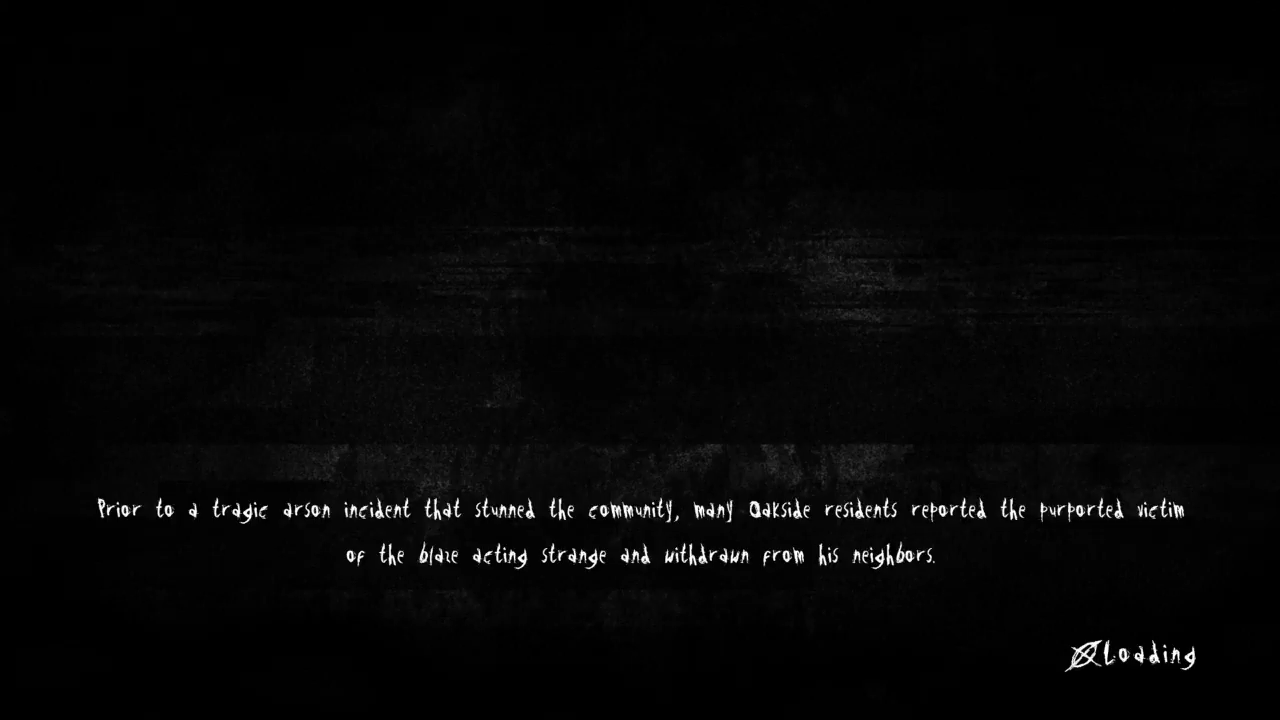 Prior to a tragic arson incident that stunned the community, many Oakside residents reported the purported victim
of the blaze acting strange and withdrawn from his neighbors.
Loading